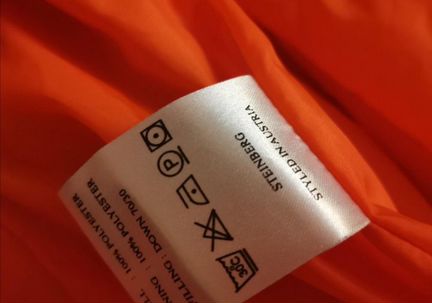 STYLED IN AUSTRIA
STEINBERG
30°C
P
FILLING : DOWN 70/30
100% POLYESTER
: 100% POLYESTER